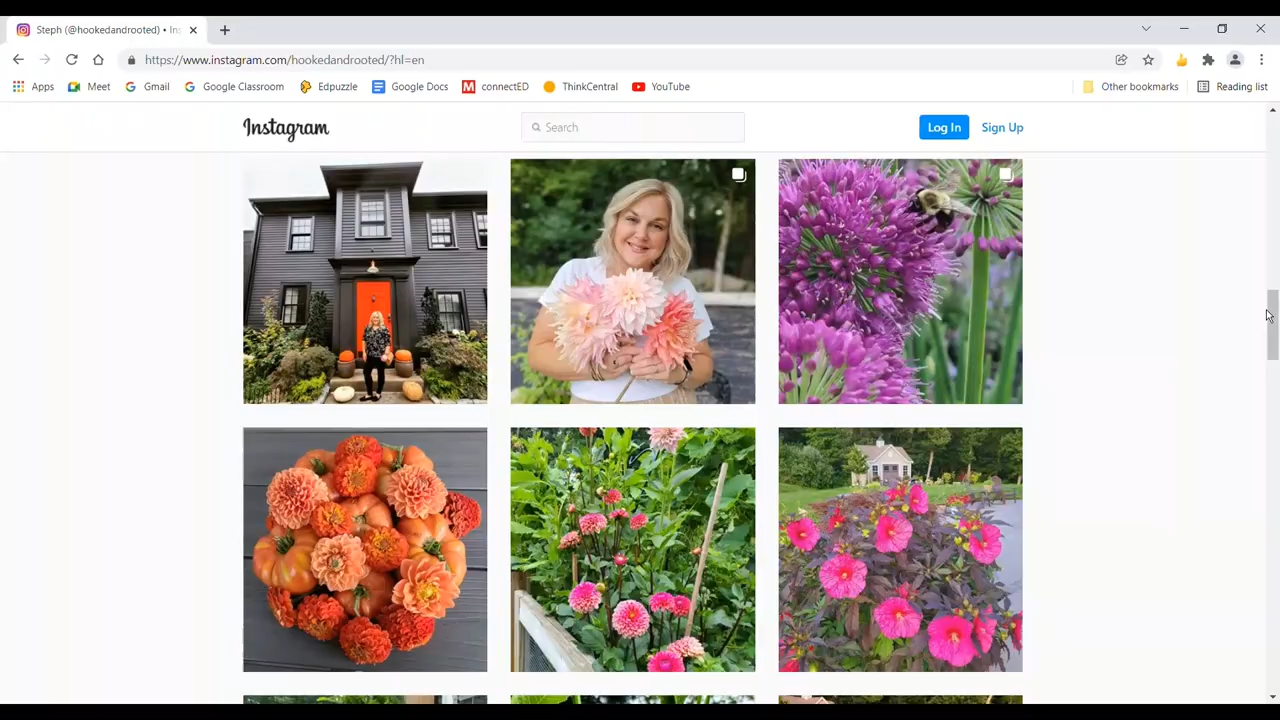 Steph (@hookedandrooted) • In
https://www.instagram.com/hookedandrooted/?hl=en
Apps Meet Gmail Google Classroom Edpuzzle Google Docs connectED ThinkCentral YouTube Other bookmarks Reading list
Instagram Search Log In Sign Up